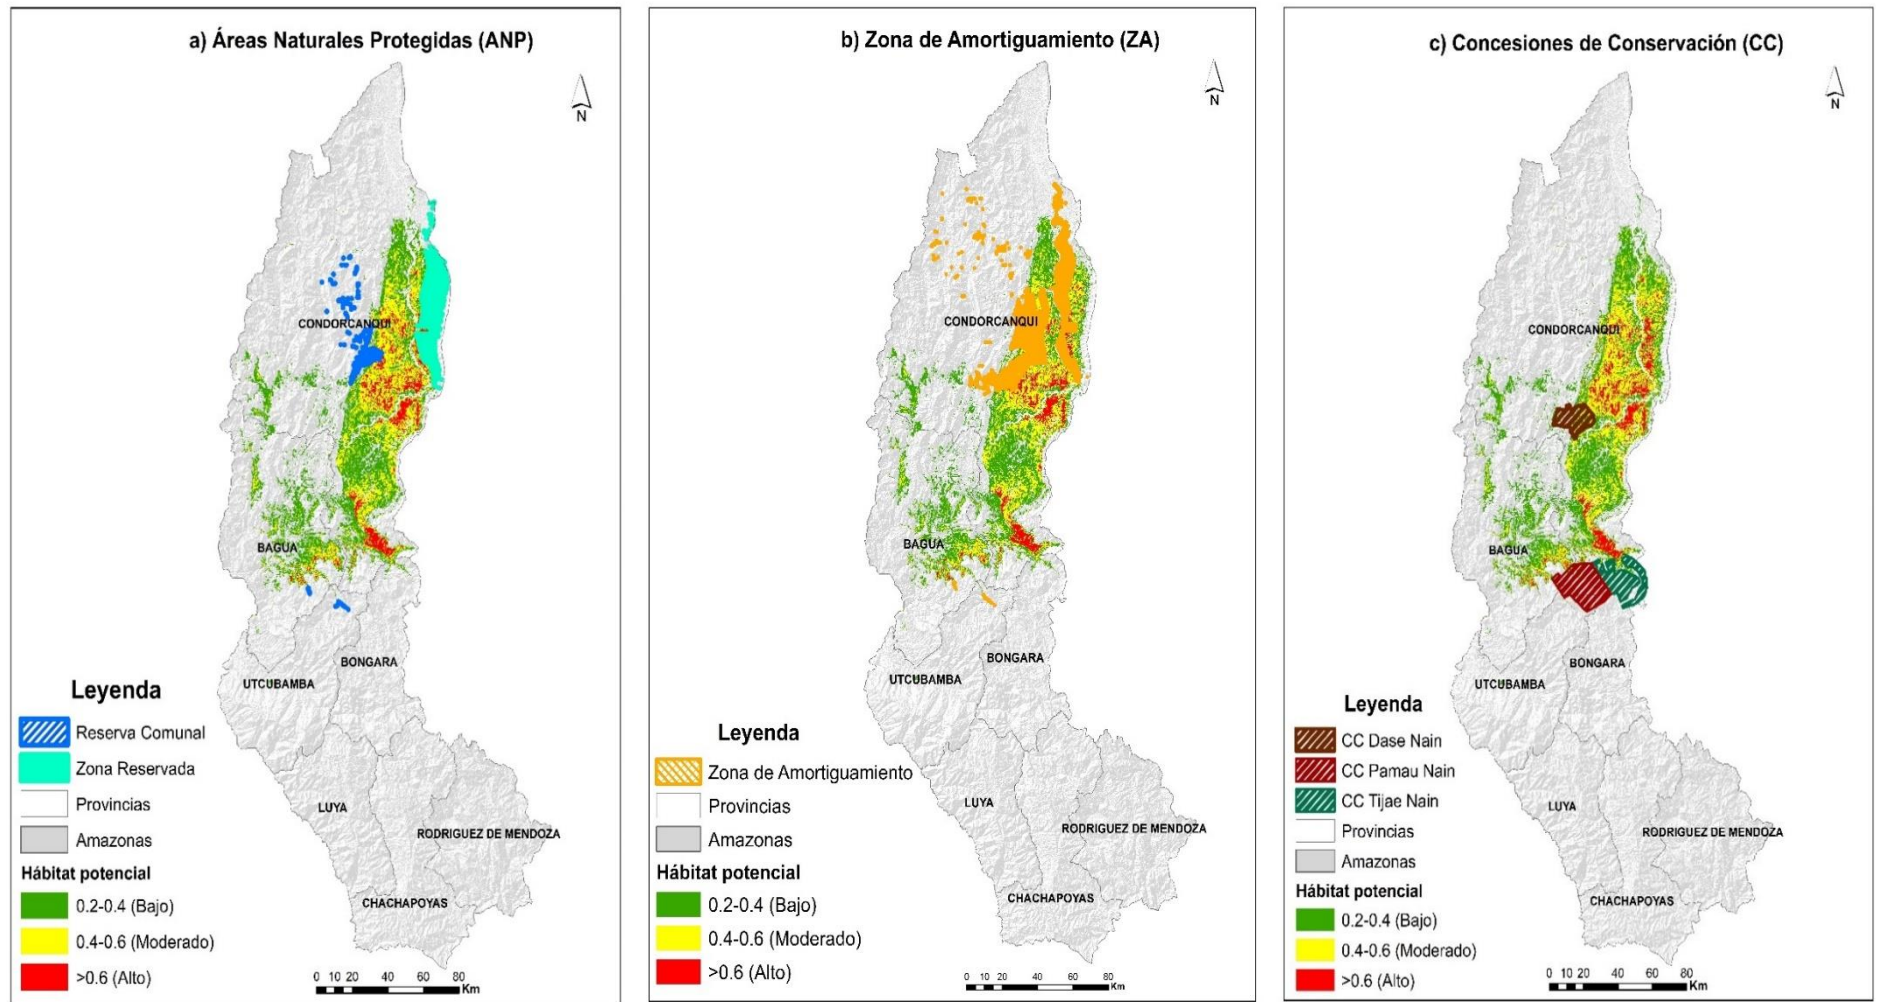 a) Áreas Naturales Protegidas (ANP)
N
CONDORCANQUI
BAGUA
BONGARA
UTCUBAMBA
LUYA
RODRIGUEZ DE MENDOZA
CHACHAPOYAS
Leyenda
Reserva Comunal
Zona Reservada
Provincias
Amazonas
Hábitat potencial
0.2-0.4 (Bajo)
0.4-0.6 (Moderado)
>0.6 (Alto)
0 10 20 40 60 80
Km
b) Zona de Amortiguamiento (ZA)
N
CONDORCANQUI
BAGUA
BONGARA
UTCUBAMBA
LUYA
RODRIGUEZ DE MENDOZA
CHACHAPOYAS
Leyenda
Zona de Amortiguamiento
Provincias
Amazonas
Hábitat potencial
0.2-0.4 (Bajo)
0.4-0.6 (Moderado)
>0.6 (Alto)
0 10 20 40 60 80
Km
c) Concesiones de Conservación (CC)
N
CONDORCANQUI
BAGUA
BONGARA
UTCUBAMBA
LUYA
RODRIGUEZ DE MENDOZA
CHACHAPOYAS
Leyenda
CC Dase Nain
CC Pamau Nain
CC Tijae Nain
Provincias
Amazonas
Hábitat potencial
0.2-0.4 (Bajo)
0.4-0.6 (Moderado)
>0.6 (Alto)
0 10 20 40 60 80
Km